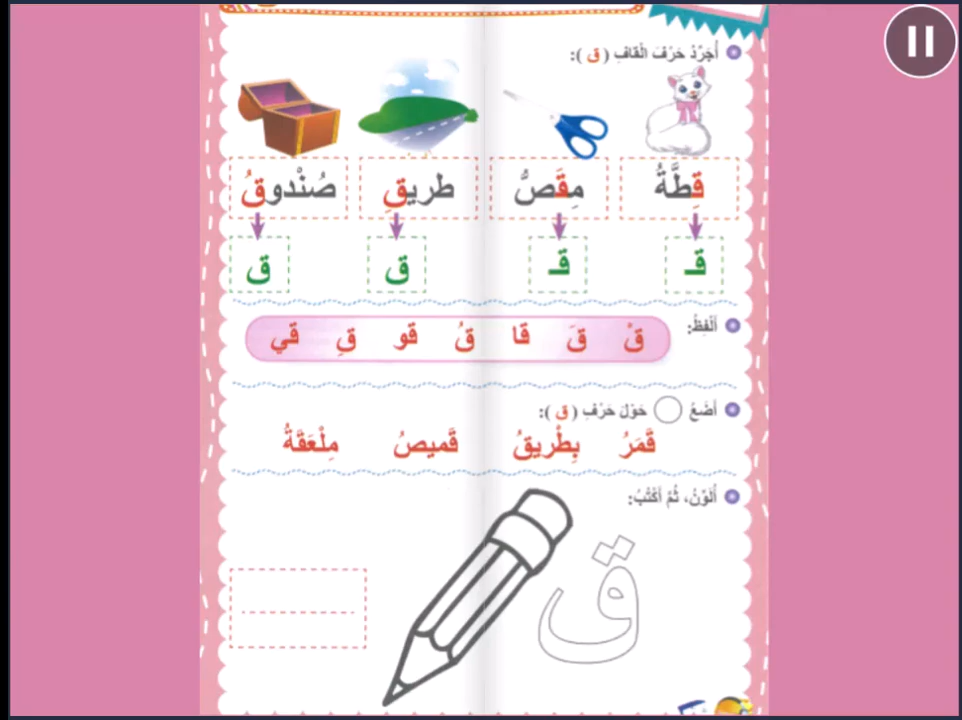 أُجَرِّدُ حَرْفَ الْقافِ ( ق ):
قِطَّةُ مِقَصُّ طريقِ صُنْدوقُ
قـ قـ ق ق
أَلْفِظُ:
قْ قَ قا قُ قو قِ قي
أَضَعُ حَوْلَ حَرْفِ ( ق ):
قَمَرُ بِطْريقُ قَميصُ مِلْعَقَةُ
أُلَوِّنُ، ثُمَّ أَكْتُبُ:
ق